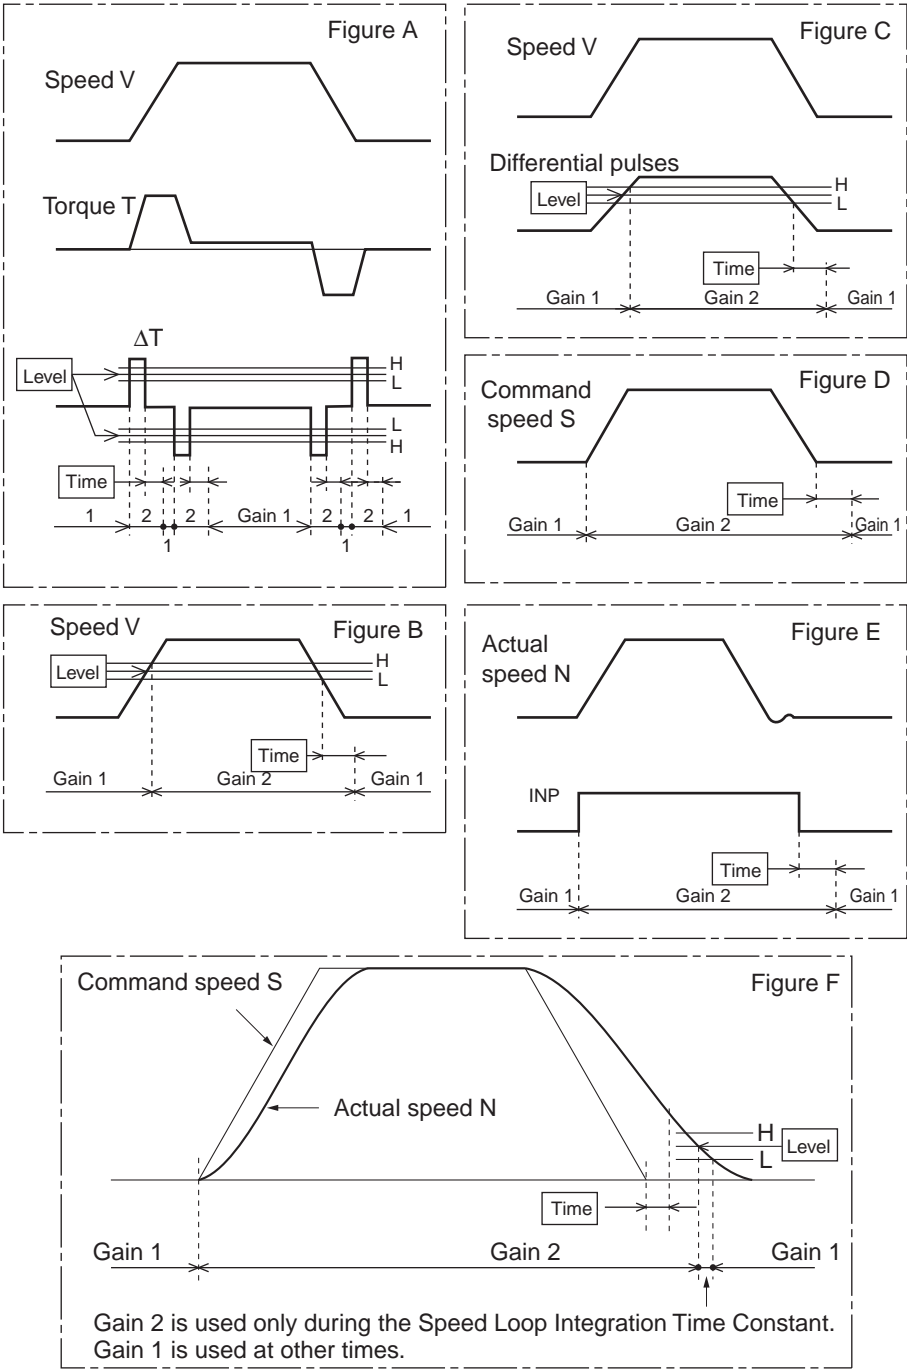 Figure A
Speed V
Torque T
ΔT
Level
H
L
L
H
Time
1 2 2 Gain 1 2 2 1
1 1
Figure B
Speed V
Level
H
L
Time
Gain 1 Gain 2 Gain 1
Figure C
Speed V
Differential pulses
Level
H
L
Time
Gain 1 Gain 2 Gain 1
Figure D
Command
speed S
Time
Gain 1 Gain 2 Gain 1
Figure E
Actual
speed N
INP
Time
Gain 1 Gain 2 Gain 1
Figure F
Command speed S
Actual speed N
H
Level
L
Time
Gain 1 Gain 2 Gain 1
Gain 2 is used only during the Speed Loop Integration Time Constant.
Gain 1 is used at other times.